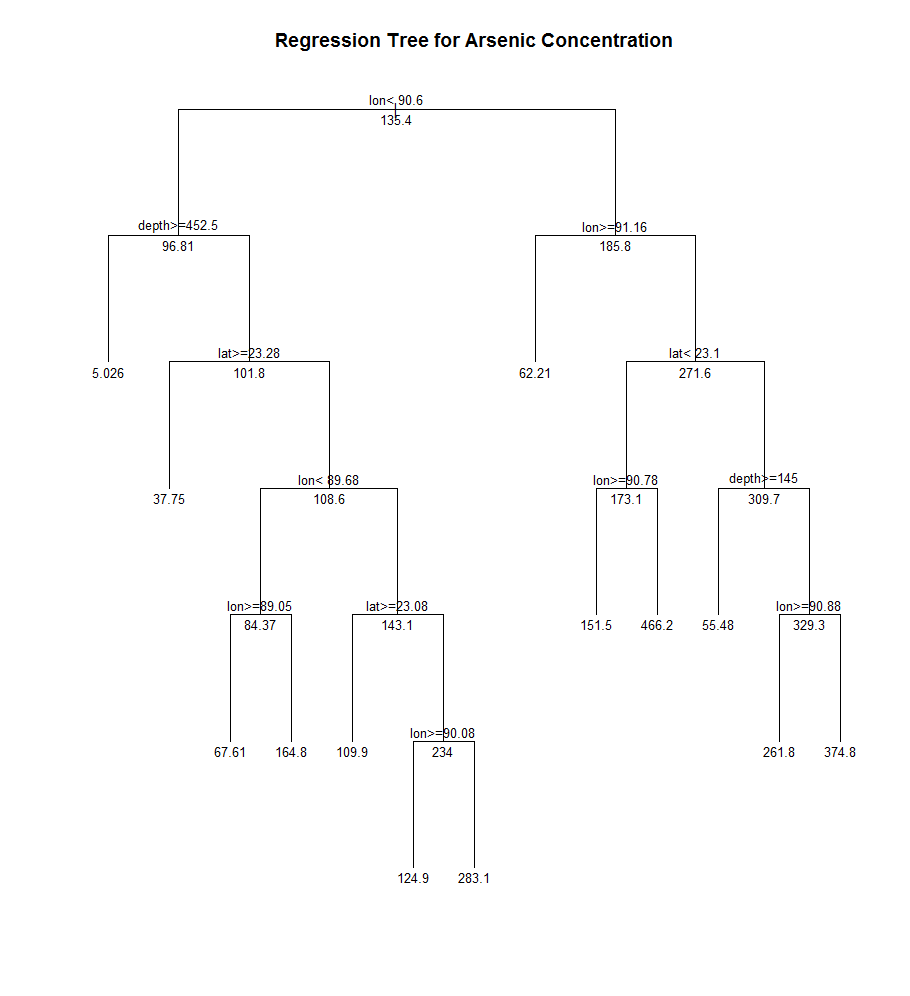 Regression Tree for Arsenic Concentration
lon< 90.6
135.4
depth>=452.5
lon>=91.16
96.81
185.8
lat>=23.28
lat< 23.1
5.026
101.8
62.21
271.6
lon< 89.68
lon>=90.78
depth>=145
37.75
108.6
173.1
309.7
lon>=89.05
lat>=23.08
lon>=90.88
84.37
143.1
151.5
466.2
55.48
329.3
lon>=90.08
67.61
164.8
109.9
234
261.8
374.8
124.9
283.1